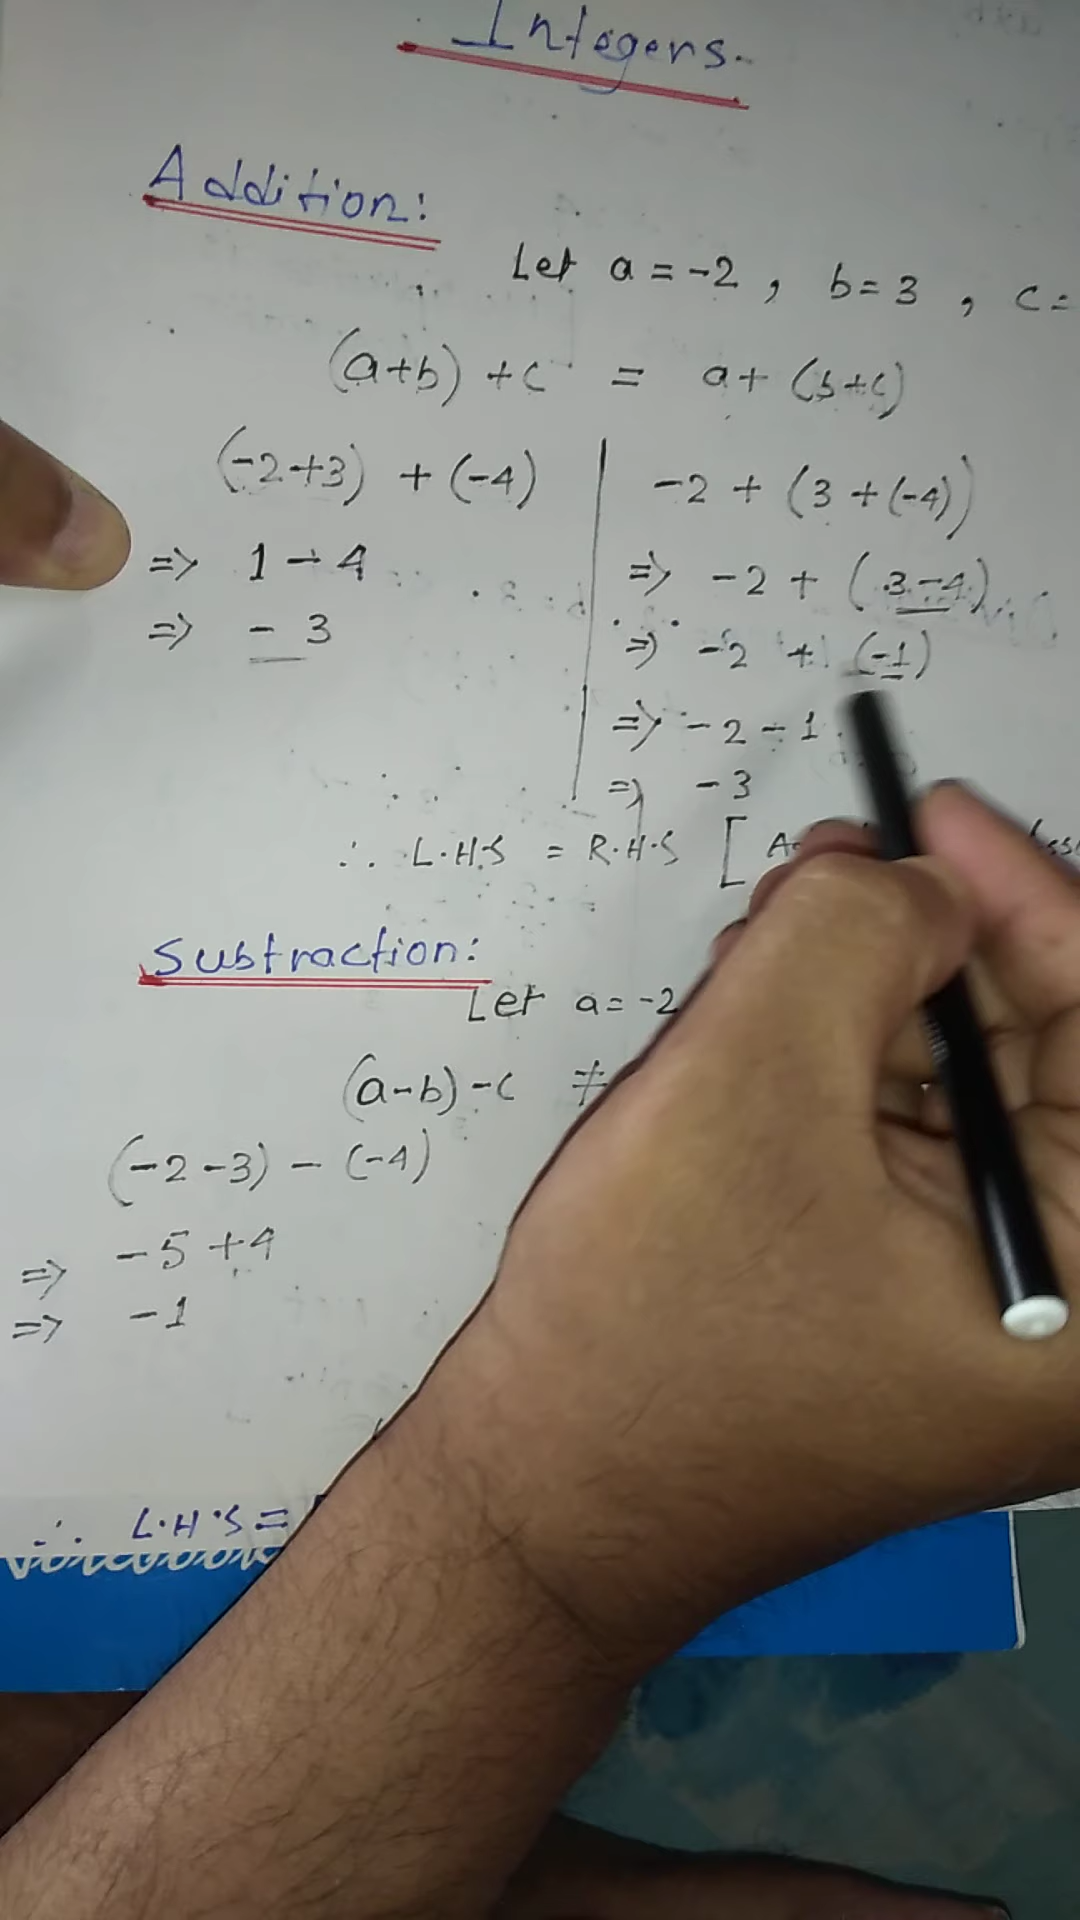 Integers.
Addition:
Let a = -2 , b = 3 , c =
(a+b) + c = a + (b+c)
(-2+3) + (-4)
=> 1 - 4
=> - 3
-2 + (3 + (-4))
=> -2 + (3-4)
=> -2 + (-1)
=> -2 - 1
=> -3
∴ L.H.S = R.H.S [
Subtraction:
Let a = -2
(a-b) - c ≠
(-2-3) - (-4)
=> -5 + 4
=> -1
∴ L.H.S =